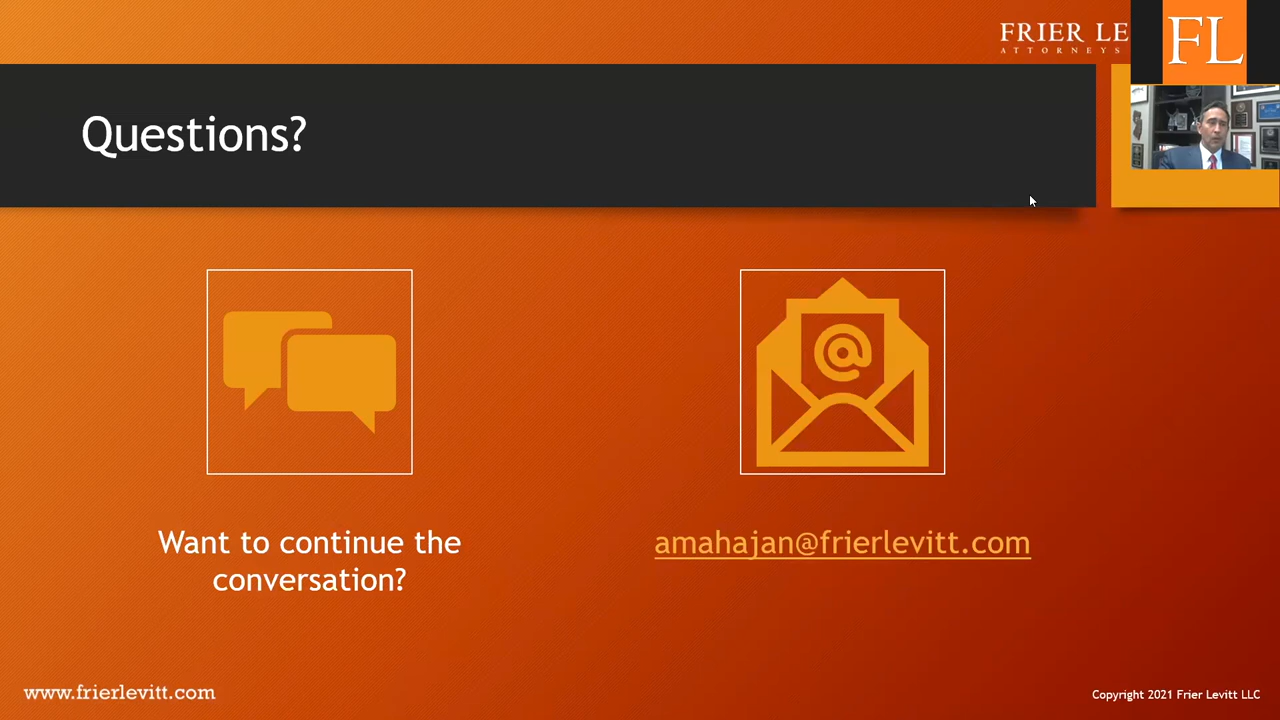 FRIER LE
ATTORNEYS
FL
Questions?
@
Want to continue the
conversation?
amahajan@frierlevitt.com
www.frierlevitt.com
Copyright 2021 Frier Levitt LLC